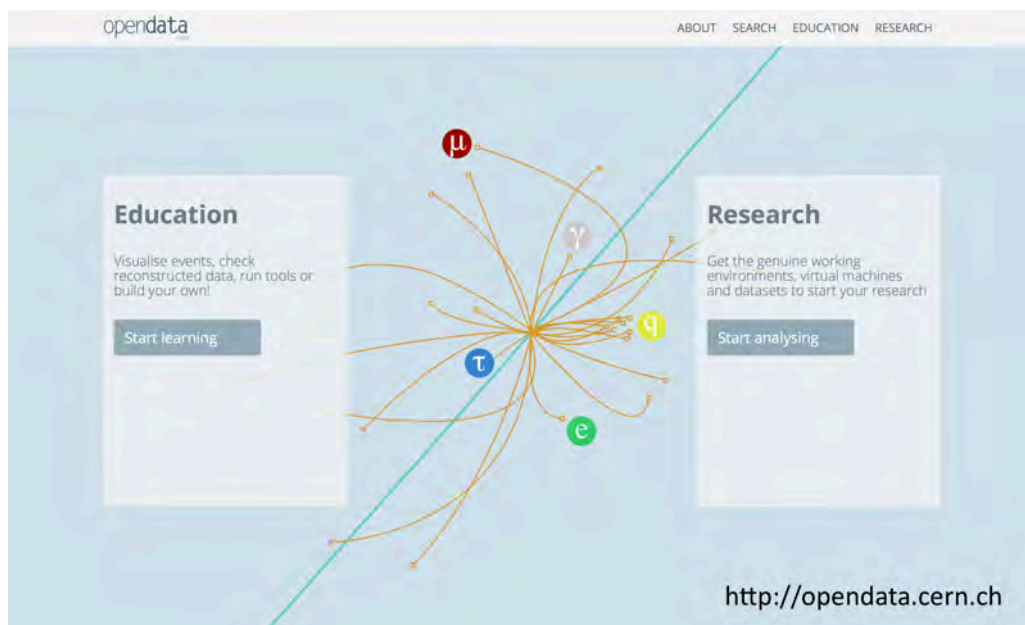 opendata
ABOUT SEARCH EDUCATION RESEARCH
μ
γ
Education
Visualise events, check
reconstructed data, run tools or
build your own!
Start learning
q
τ
e
Research
Get the genuine working
environments, virtual machines
and datasets to start your research
Start analysing
http://opendata.cern.ch